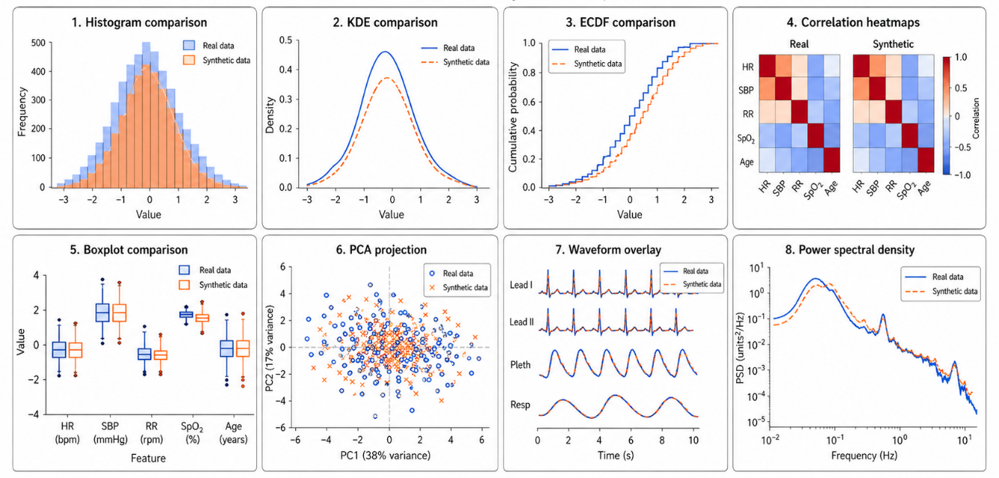 1. Histogram comparison
500
400
300
200
100
0
Frequency
Real data
Synthetic data
−3 −2 −1 0 1 2 3
Value
2. KDE comparison
0.5
0.4
0.3
0.2
0.1
0.0
Density
Real data
Synthetic data
−3 −2 −1 0 1 2 3
Value
3. ECDF comparison
1.0
0.8
0.6
0.4
0.2
0.0
Cumulative probability
Real data
Synthetic data
−3 −2 −1 0 1 2 3
Value
4. Correlation heatmaps
Real Synthetic
HR
SBP
RR
SpO₂
Age
HR SBP RR SpO₂ Age
HR SBP RR SpO₂ Age
1.0
0.5
0
−0.5
−1.0
Correlation
5. Boxplot comparison
Real data
Synthetic data
4
2
0
−2
−4
Value
HR SBP RR SpO₂ Age
(bpm) (mmHg) (rpm) (%) (years)
Feature
6. PCA projection
6
4
2
0
−2
−4
−6
PC2 (17% variance)
Real data
Synthetic data
−6 −4 −2 0 2 4 6
PC1 (38% variance)
7. Waveform overlay
Real data
Synthetic data
Lead I
Lead II
Pleth
Resp
0 2 4 6 8 10
Time (s)
8. Power spectral density
10¹
10⁰
10⁻¹
10⁻²
10⁻³
10⁻⁴
10⁻⁵
PSD (units²/Hz)
Real data
Synthetic data
10⁻² 10⁻¹ 10⁰ 10¹
Frequency (Hz)